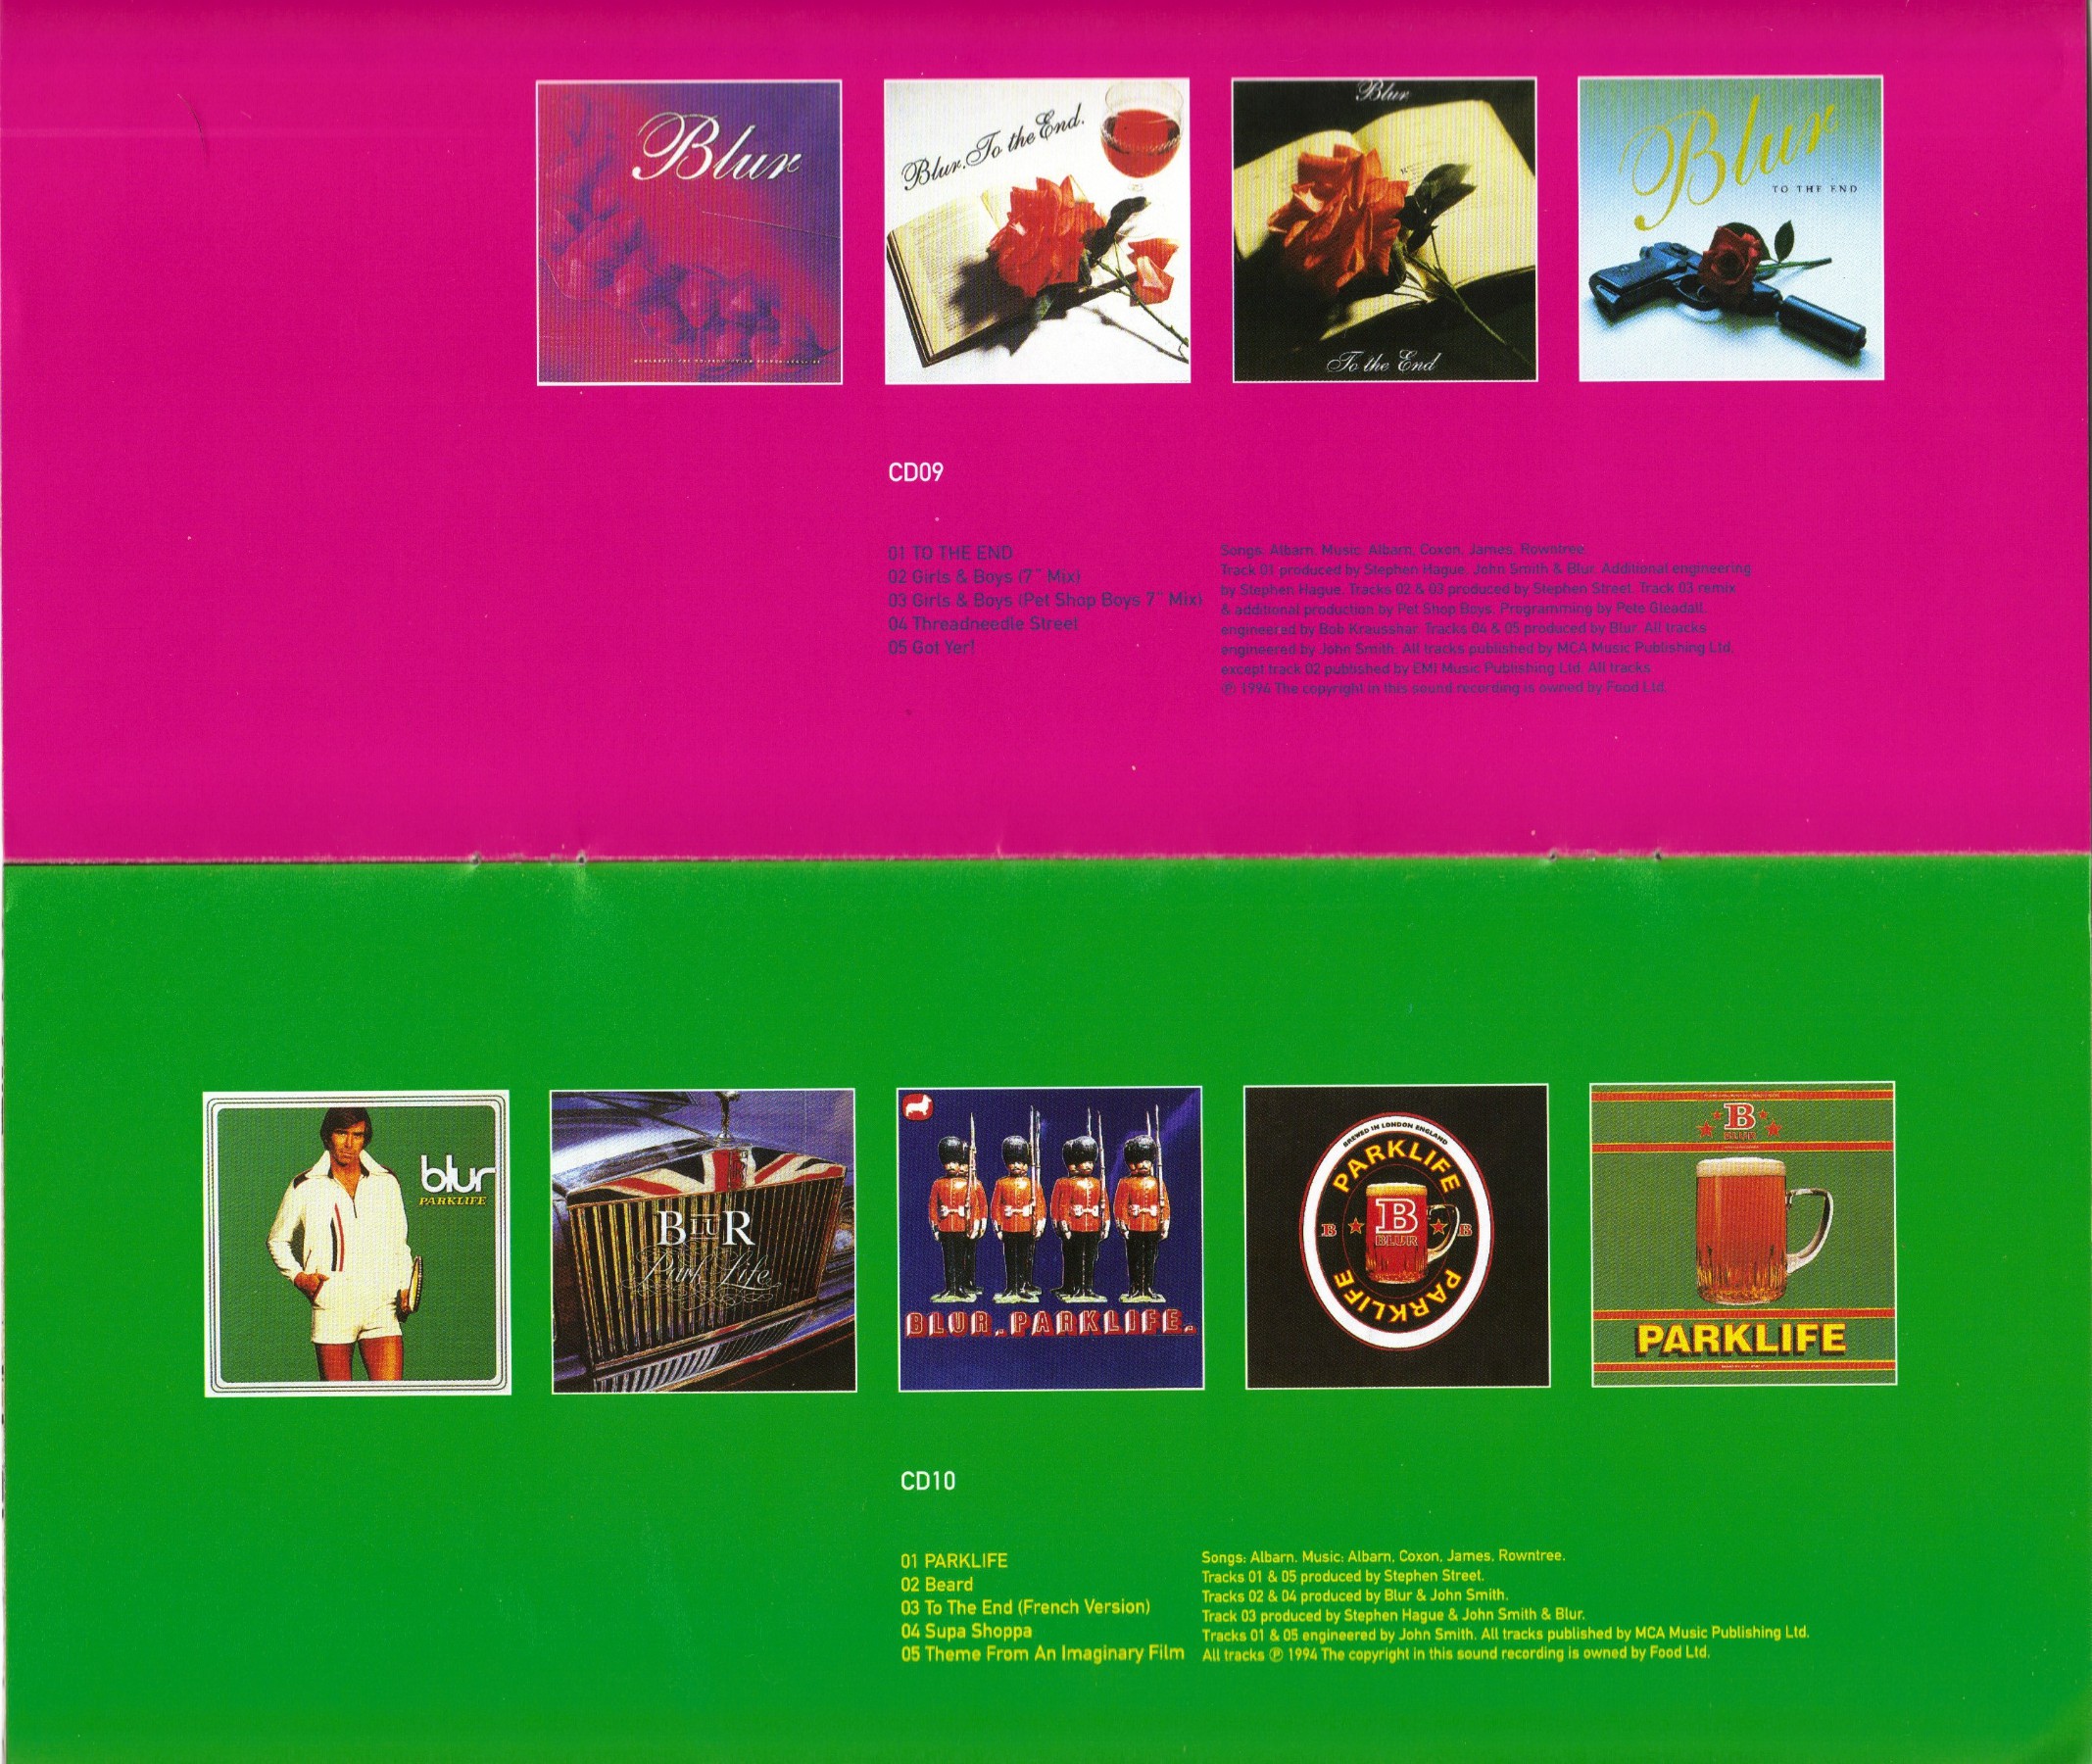 Blur
Blur. To the End.
Blur
To the End
Blur
TO THE END
CD09
01 TO THE END
02 Girls & Boys (7" Mix)
03 Girls & Boys (Pet Shop Boys 7" Mix)
04 Threadneedle Street
05 Got Yer!
Songs: Albarn. Music: Albarn, Coxon, James, Rowntree.
Track 01 produced by Stephen Hague, John Smith & Blur. Additional engineering
by Stephen Hague. Tracks 02 & 03 produced by Stephen Street. Track 03 remix
& additional production by Pet Shop Boys. Programming by Pete Gleadall,
engineered by Bob Kraushar. Tracks 04 & 05 produced by Blur. All tracks
engineered by John Smith. All tracks published by MCA Music Publishing Ltd,
except track 02 published by EMI Music Publishing Ltd. All tracks
℗ 1994 The copyright in this sound recording is owned by Food Ltd.
blur
PARKLIFE
BLUR
Park Life
BLUR. PARKLIFE.
BREWED IN LONDON ENGLAND
PARKLIFE
B B B
BLUR
PARKLIFE
B
BLUR
PARKLIFE
CD10
01 PARKLIFE
02 Beard
03 To The End (French Version)
04 Supa Shoppa
05 Theme From An Imaginary Film
Songs: Albarn. Music: Albarn, Coxon, James, Rowntree.
Tracks 01 & 05 produced by Stephen Street.
Tracks 02 & 04 produced by Blur & John Smith.
Track 03 produced by Stephen Hague & John Smith & Blur.
Tracks 01 & 05 engineered by John Smith. All tracks published by MCA Music Publishing Ltd.
All tracks ℗ 1994 The copyright in this sound recording is owned by Food Ltd.